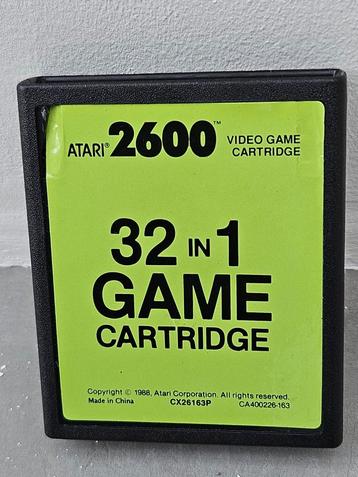 ATARI® 2600™ VIDEO GAME
CARTRIDGE
32 IN 1
GAME
CARTRIDGE
Copyright © 1988, Atari Corporation. All rights reserved.
Made in China CX26163P CA400226-163